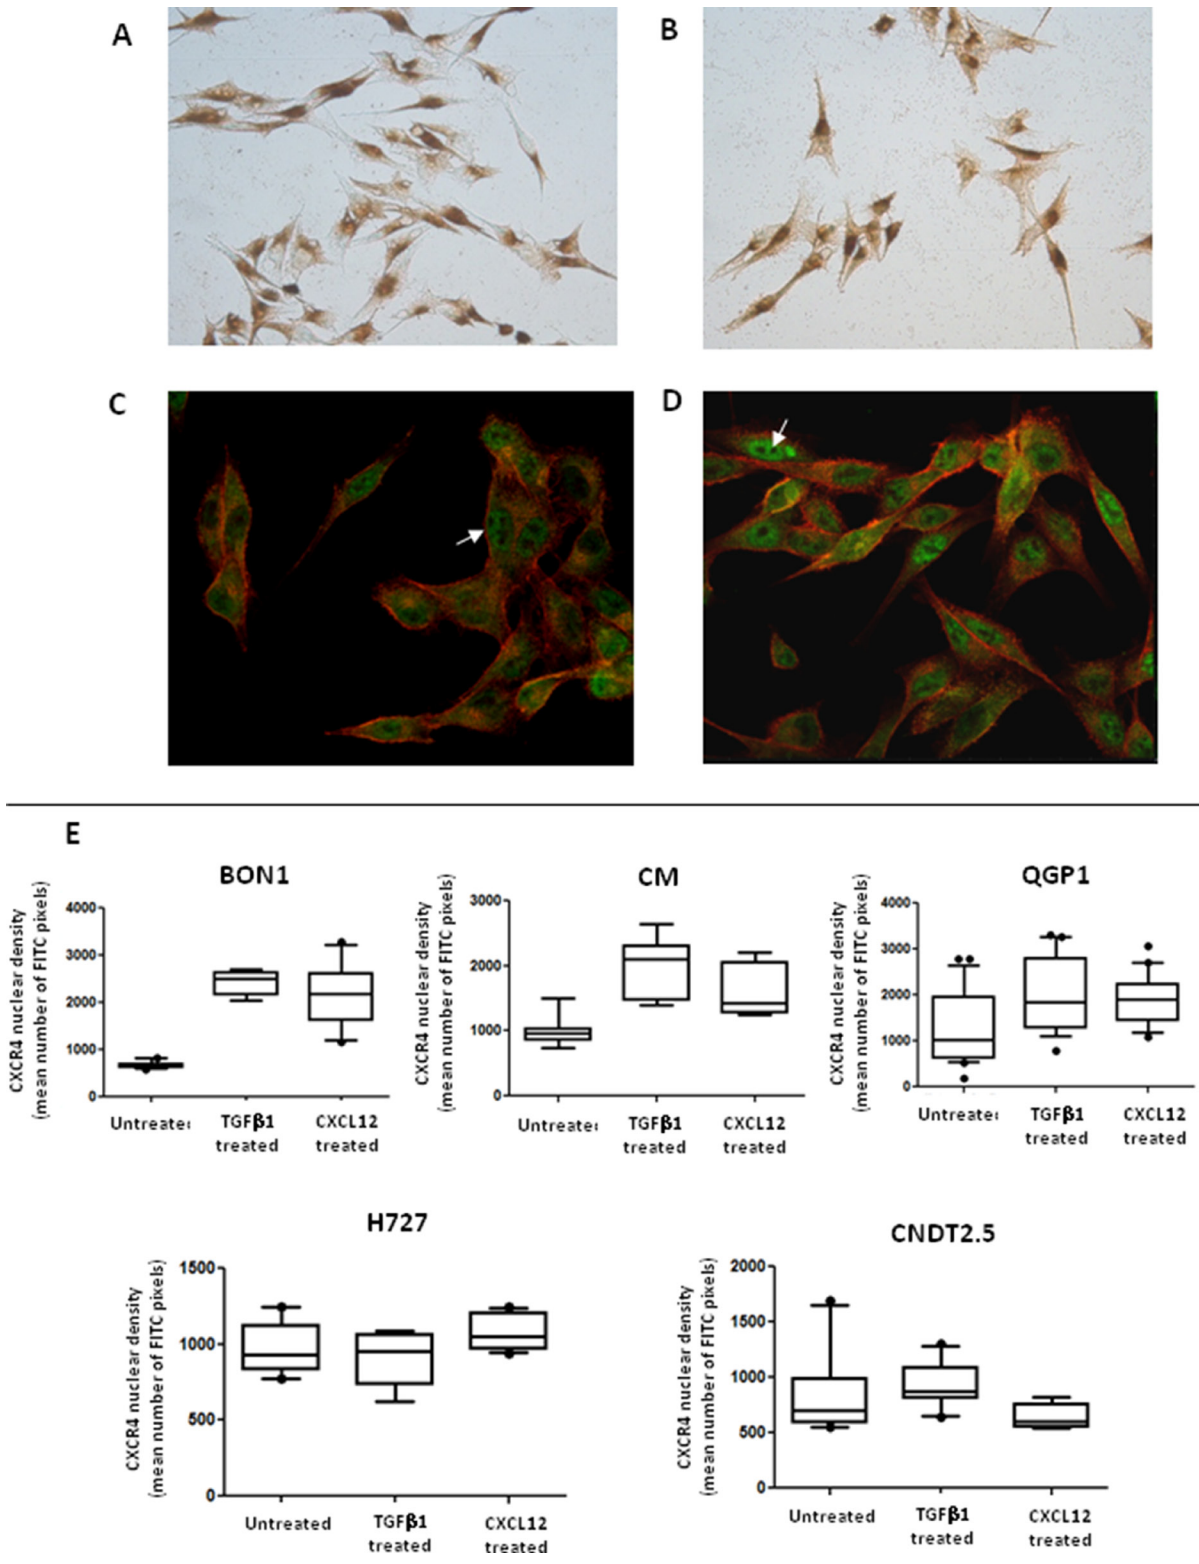 A
B
C
D
E
BON1
CXCR4 nuclear density
(mean number of FITC pixels)
4000
3000
2000
1000
0
Untreate
TGFβ1
treated
CXCL12
treated
CM
CXCR4 nuclear density
(mean number of FITC pixels)
3000
2000
1000
0
Untreate
TGFβ1
treated
CXCL12
treated
QGP1
CXCR4 nuclear density
(mean number of FITC pixels)
4000
3000
2000
1000
0
Untreated
TGFβ1
treated
CXCL12
treated
H727
CXCR4 nuclear density
(mean number of FITC pixels)
1500
1000
500
0
Untreated
TGFβ1
treated
CXCL12
treated
CNDT2.5
CXCR4 nuclear density
(mean number of FITC pixels)
2000
1500
1000
500
0
Untreated
TGFβ1
treated
CXCL12
treated